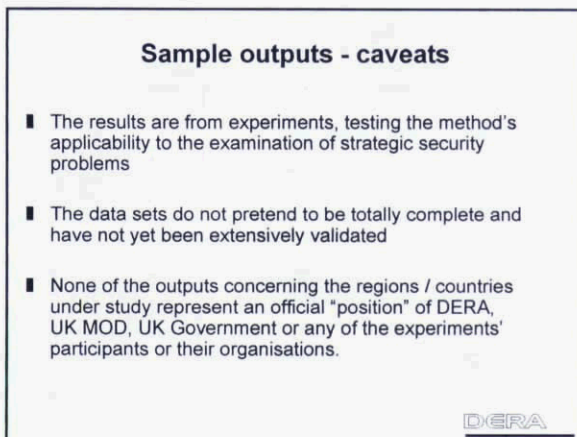 Sample outputs - caveats
The results are from experiments, testing the method's
applicability to the examination of strategic security
problems
The data sets do not pretend to be totally complete and
have not yet been extensively validated
None of the outputs concerning the regions / countries
under study represent an official "position" of DERA,
UK MOD, UK Government or any of the experiments'
participants or their organisations.
DERA